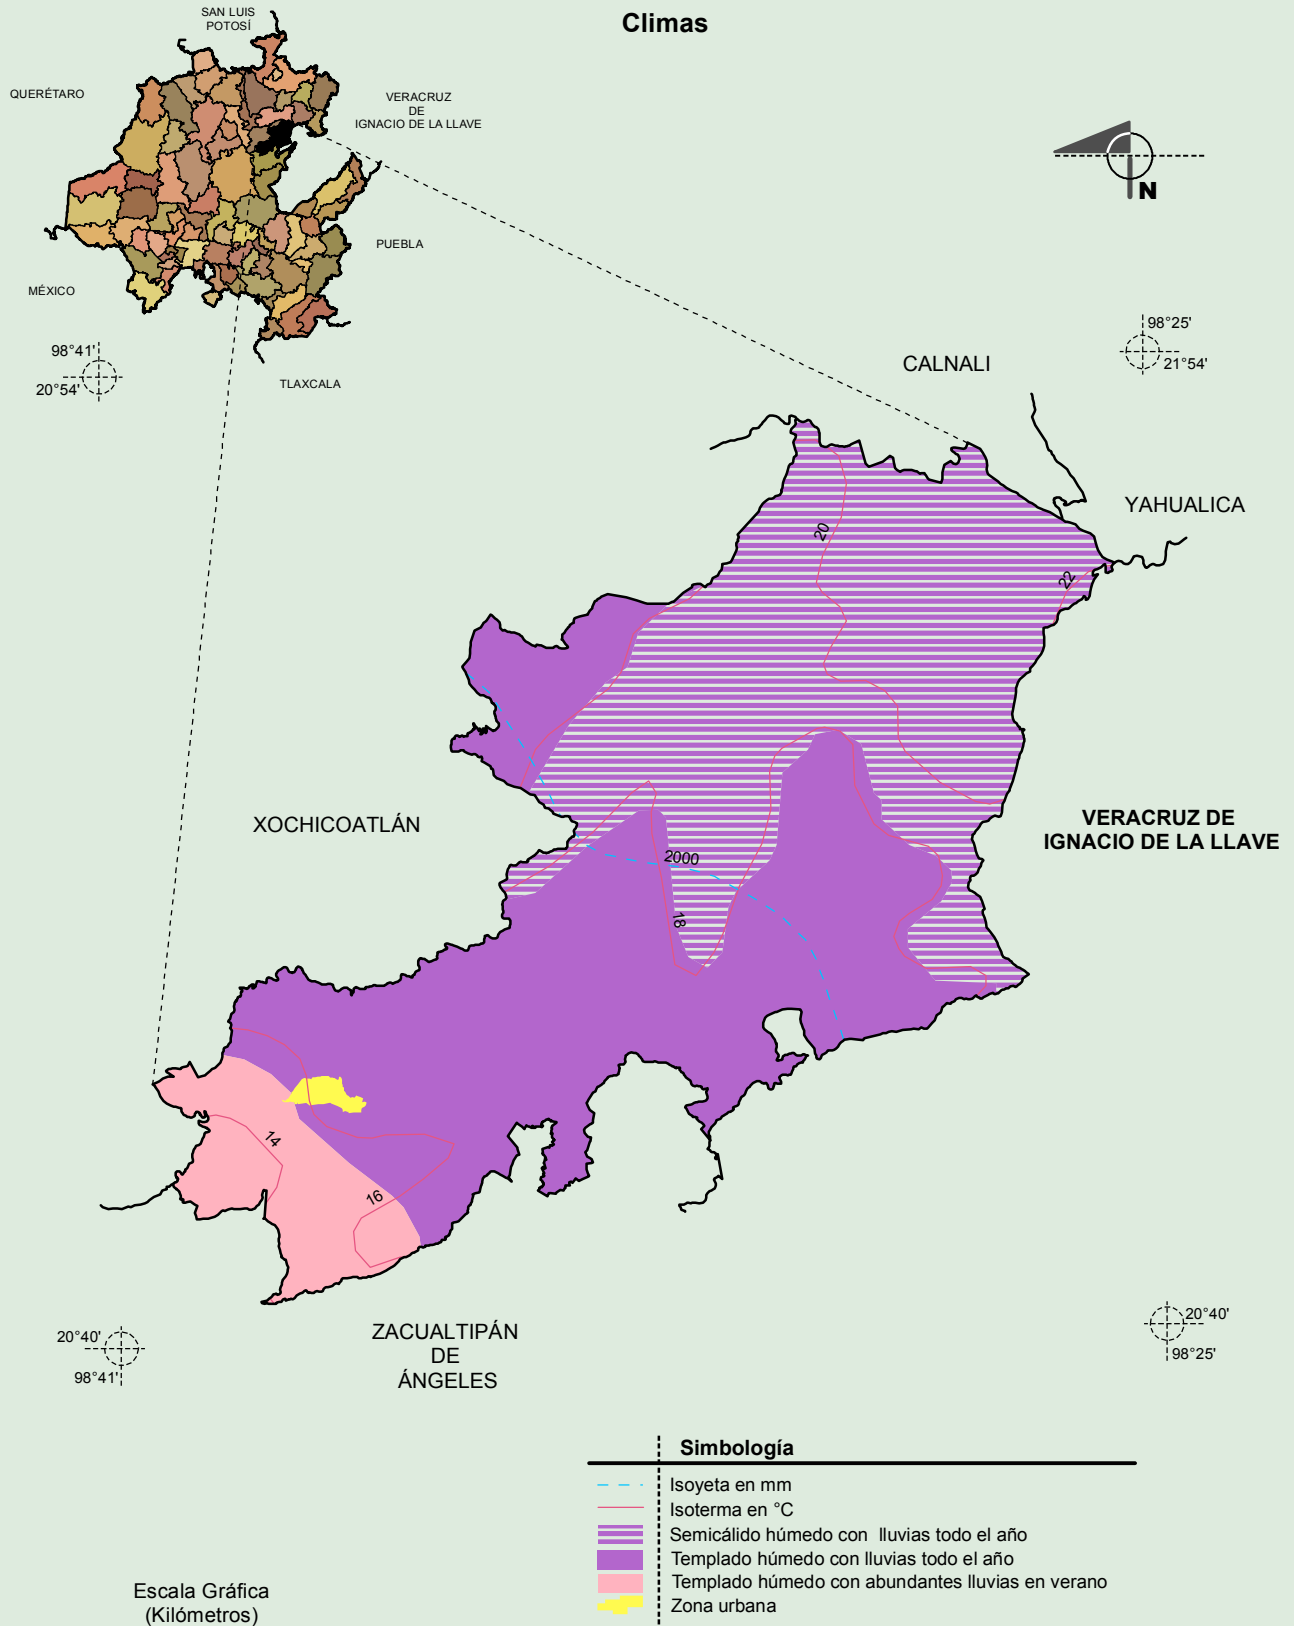 Climas
SAN LUIS
POTOSÍ
QUERÉTARO
VERACRUZ
DE
IGNACIO DE LA LLAVE
PUEBLA
MÉXICO
TLAXCALA
N
98°41'
20°54'
98°25'
21°54'
CALNALI
YAHUALICA
20
22
XOCHICOATLÁN
VERACRUZ DE
IGNACIO DE LA LLAVE
2000
18
14
16
ZACUALTIPÁN
DE
ÁNGELES
20°40'
98°41'
20°40'
98°25'
Simbología
Isoyeta en mm
Isoterma en °C
Semicálido húmedo con lluvias todo el año
Templado húmedo con lluvias todo el año
Templado húmedo con abundantes lluvias en verano
Zona urbana
Escala Gráfica
(Kilómetros)